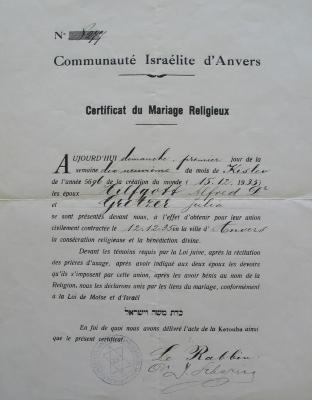 N°
Communauté Israélite d'Anvers
Certificat du Mariage Religieux
AUJOURD'HUI dimanche premier jour de la
semaine du mois de Kislev
de l'année 5696 de la création du monde (15.12.1935)
les époux Alfred
et Julia
se sont présentés devant nous, à l'effet d'obtenir pour leur union
civilement contractée le 12.12.35 en la ville d'Anvers
la consécration religieuse et la bénédiction divine.
Devant les témoins requis par la Loi juive, après la récitation
des prières d'usage, après avoir indiqué aux deux époux les devoirs
qu'ils s'imposent par cette union, après avoir bénis au nom de la
Religion, nous les déclarons unis par les liens du mariage, conformément
à la Loi de Moïse et d'Israël
כדת משה וישראל
En foi de quoi nous avons délivré l'acte de la Ketouba ainsi
que le présent certificat.
Le Rabbin